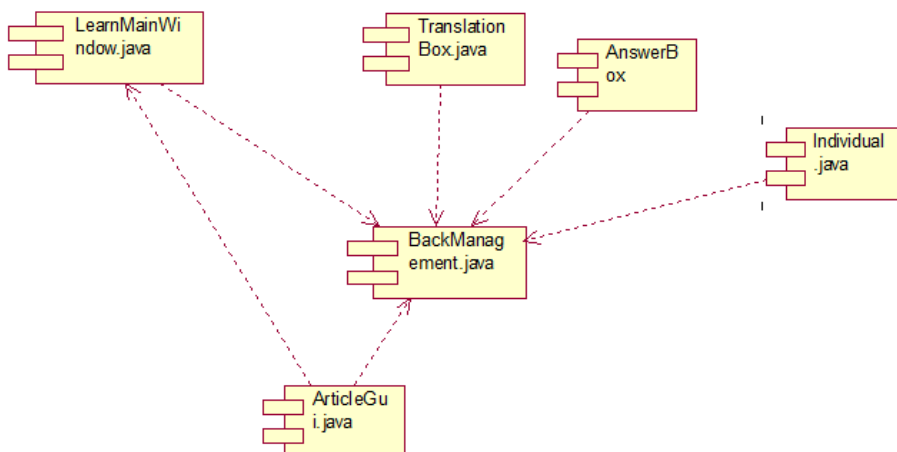 LearnMainWi
ndow.java
Translation
Box.java
AnswerB
ox
Individual
.java
BackManag
ement.java
ArticleGu
i.java